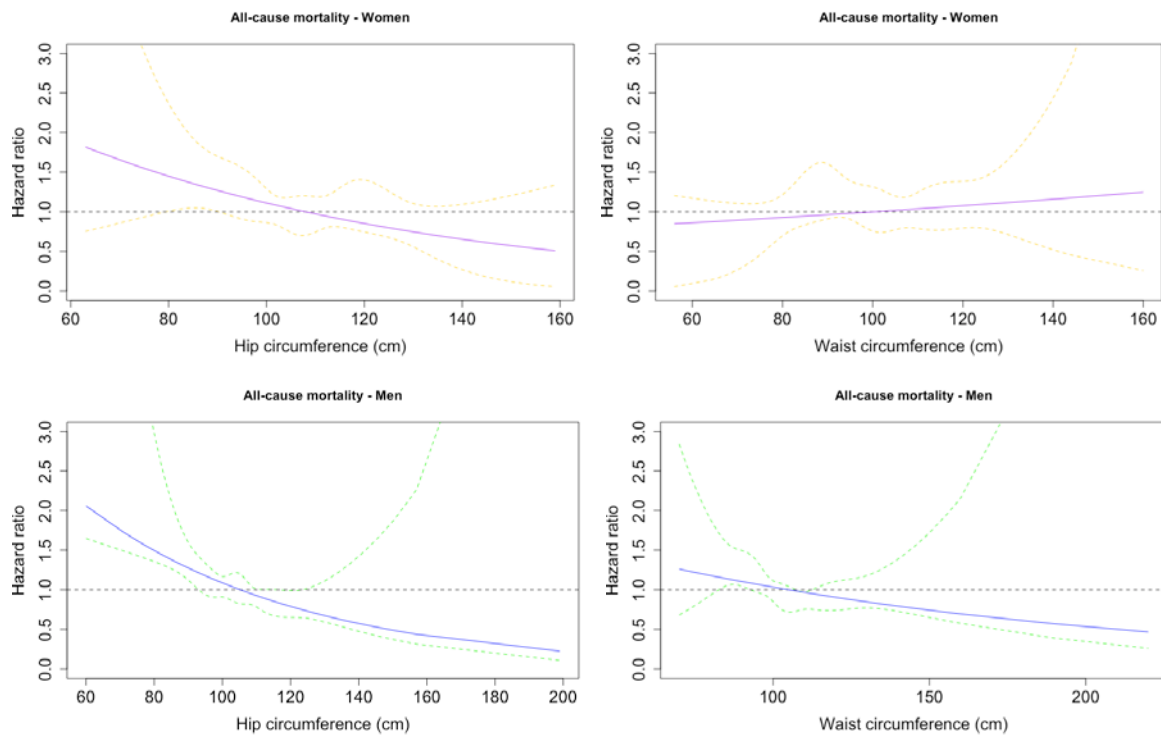 All-cause mortality - Women
Hazard ratio
3.0
2.5
2.0
1.5
1.0
0.5
0.0
60 80 100 120 140 160
Hip circumference (cm)
All-cause mortality - Women
Hazard ratio
3.0
2.5
2.0
1.5
1.0
0.5
0.0
60 80 100 120 140 160
Waist circumference (cm)
All-cause mortality - Men
Hazard ratio
3.0
2.5
2.0
1.5
1.0
0.5
0.0
60 80 100 120 140 160 180 200
Hip circumference (cm)
All-cause mortality - Men
Hazard ratio
3.0
2.5
2.0
1.5
1.0
0.5
0.0
100 150 200
Waist circumference (cm)